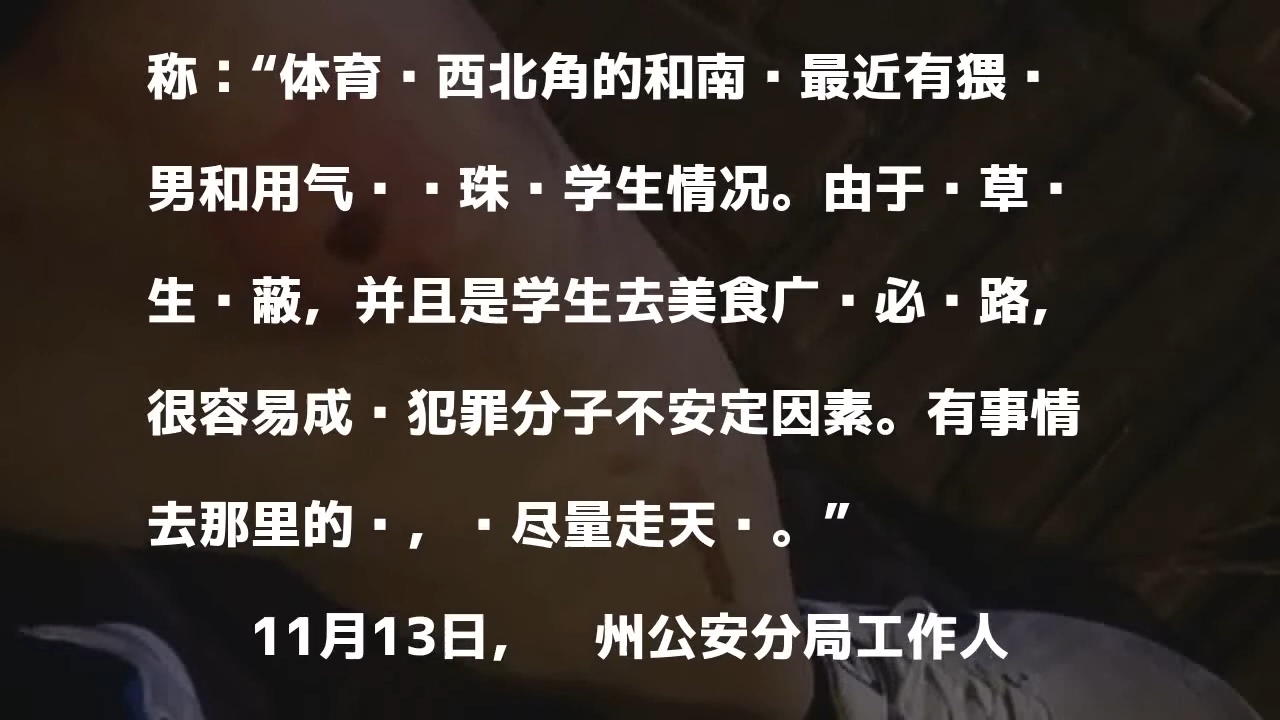 称：“体育▪西北角的和南▪最近有猥▪
男和用气▪▪珠▪学生情况。由于▪草▪
生▪蔽，并且是学生去美食广▪必▪路，
很容易成▪犯罪分子不安定因素。有事情
去那里的▪，▪尽量走天▪。”
11月13日，　州公安分局工作人